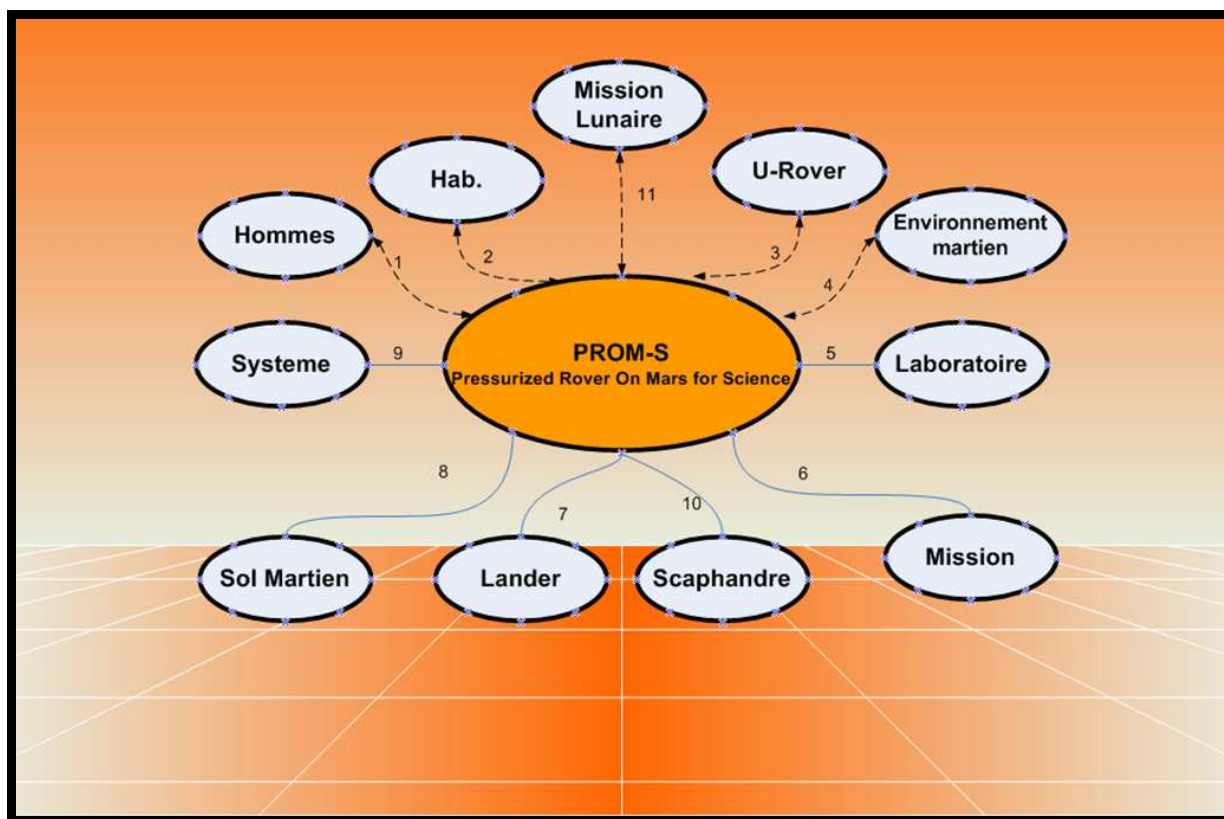 Mission
Lunaire
Hab.
U-Rover
11
Hommes
Environnement
martien
1
2
3
4
PROM-S
Pressurized Rover On Mars for Science
Systeme
9
5
Laboratoire
8
7
10
6
Sol Martien
Lander
Scaphandre
Mission